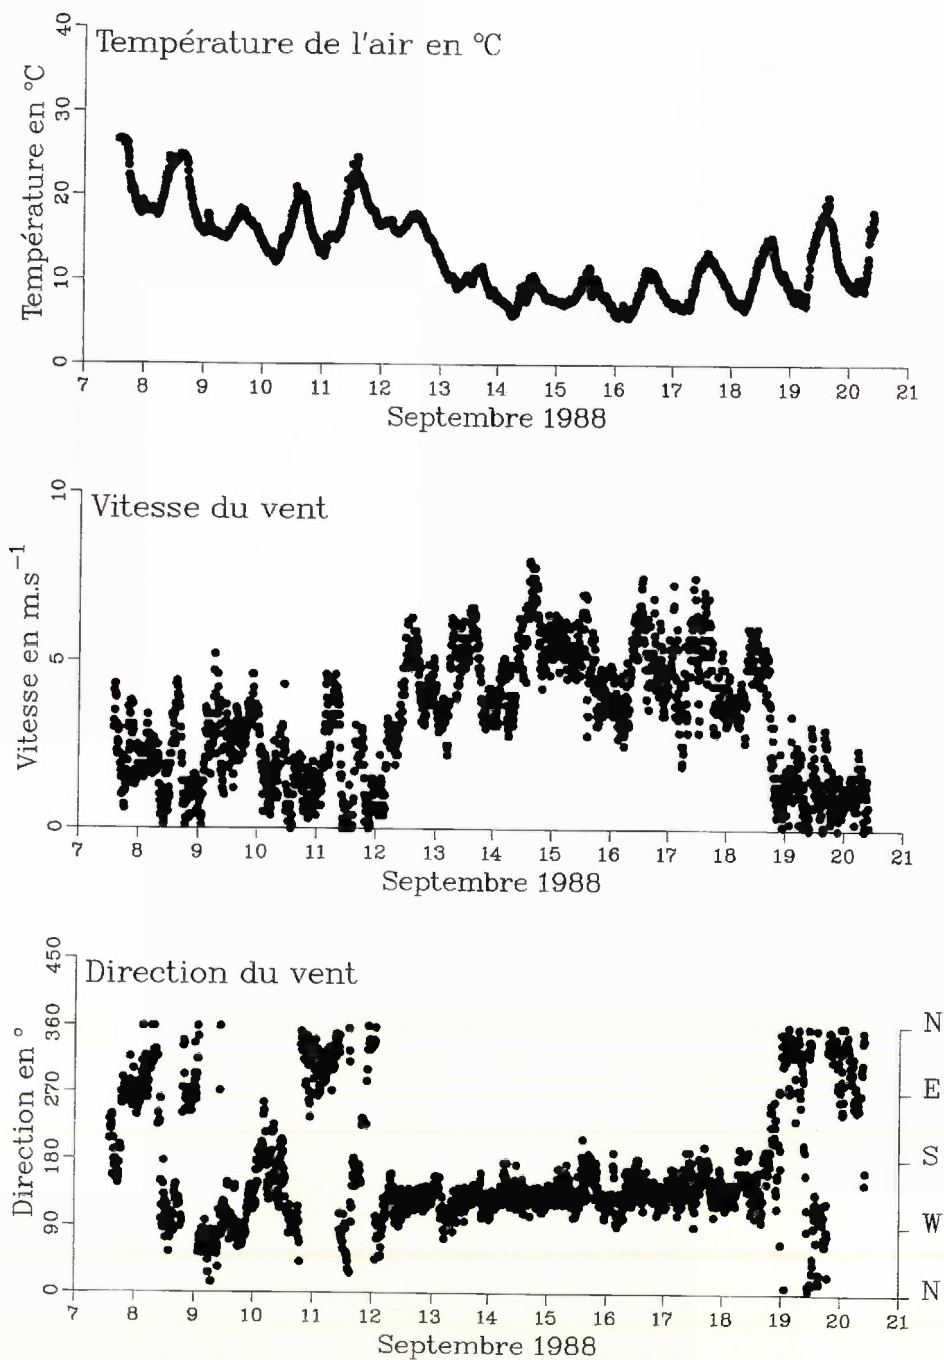 Température de l'air en °C
Température en °C
40
30
20
10
0
7 8 9 10 11 12 13 14 15 16 17 18 19 20 21
Septembre 1988
Vitesse du vent
Vitesse en m.s⁻¹
10
5
0
7 8 9 10 11 12 13 14 15 16 17 18 19 20 21
Septembre 1988
Direction du vent
Direction en °
450
360
270
180
90
0
N
E
S
W
N
7 8 9 10 11 12 13 14 15 16 17 18 19 20 21
Septembre 1988